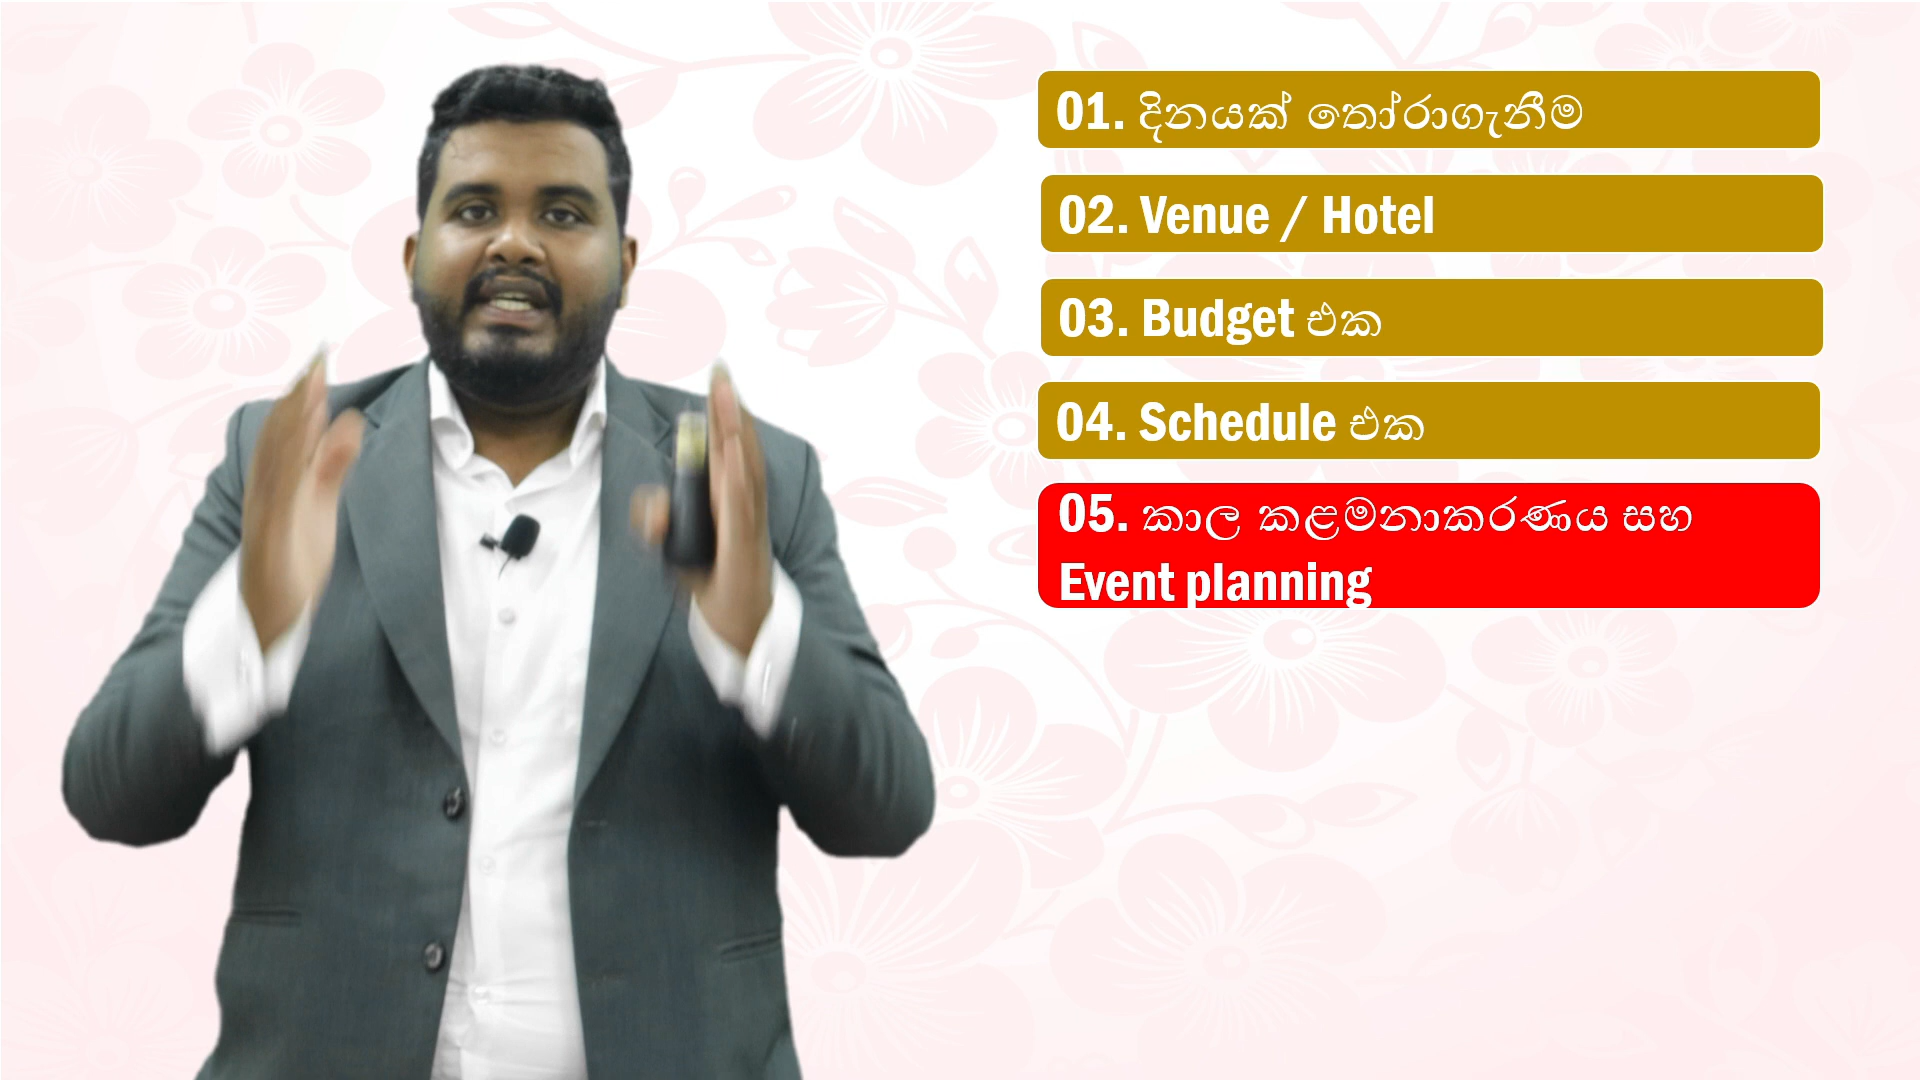 01. දිනයක් තෝරාගැනීම
02. Venue / Hotel
03. Budget එක
04. Schedule එක
05. කාල කළමනාකරණය සහ
Event planning